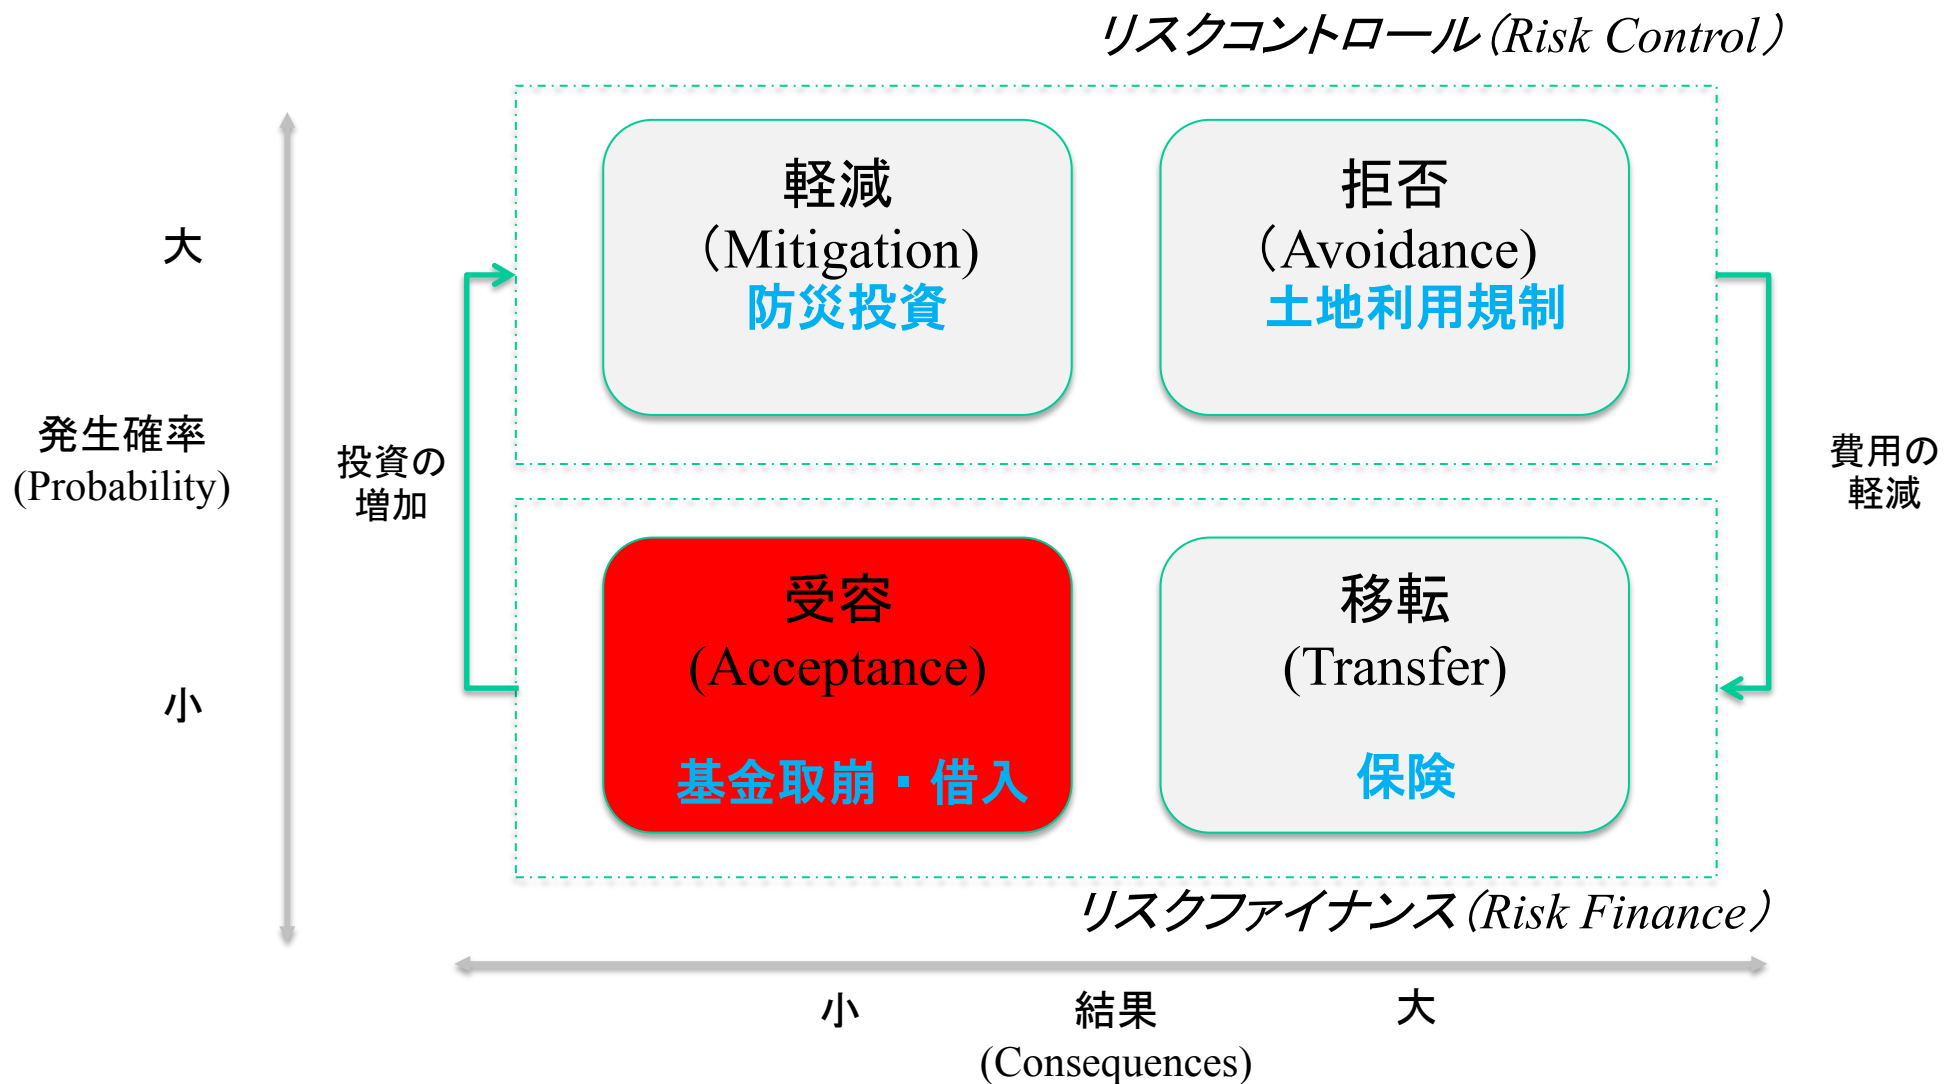 リスクコントロール（Risk Control）
軽減
（Mitigation)
防災投資
拒否
（Avoidance)
土地利用規制
大
発生確率
(Probability)
小
投資の
増加
費用の
軽減
受容
(Acceptance)
基金取崩・借入
移転
(Transfer)
保険
リスクファイナンス（Risk Finance）
小
結果
(Consequences)
大